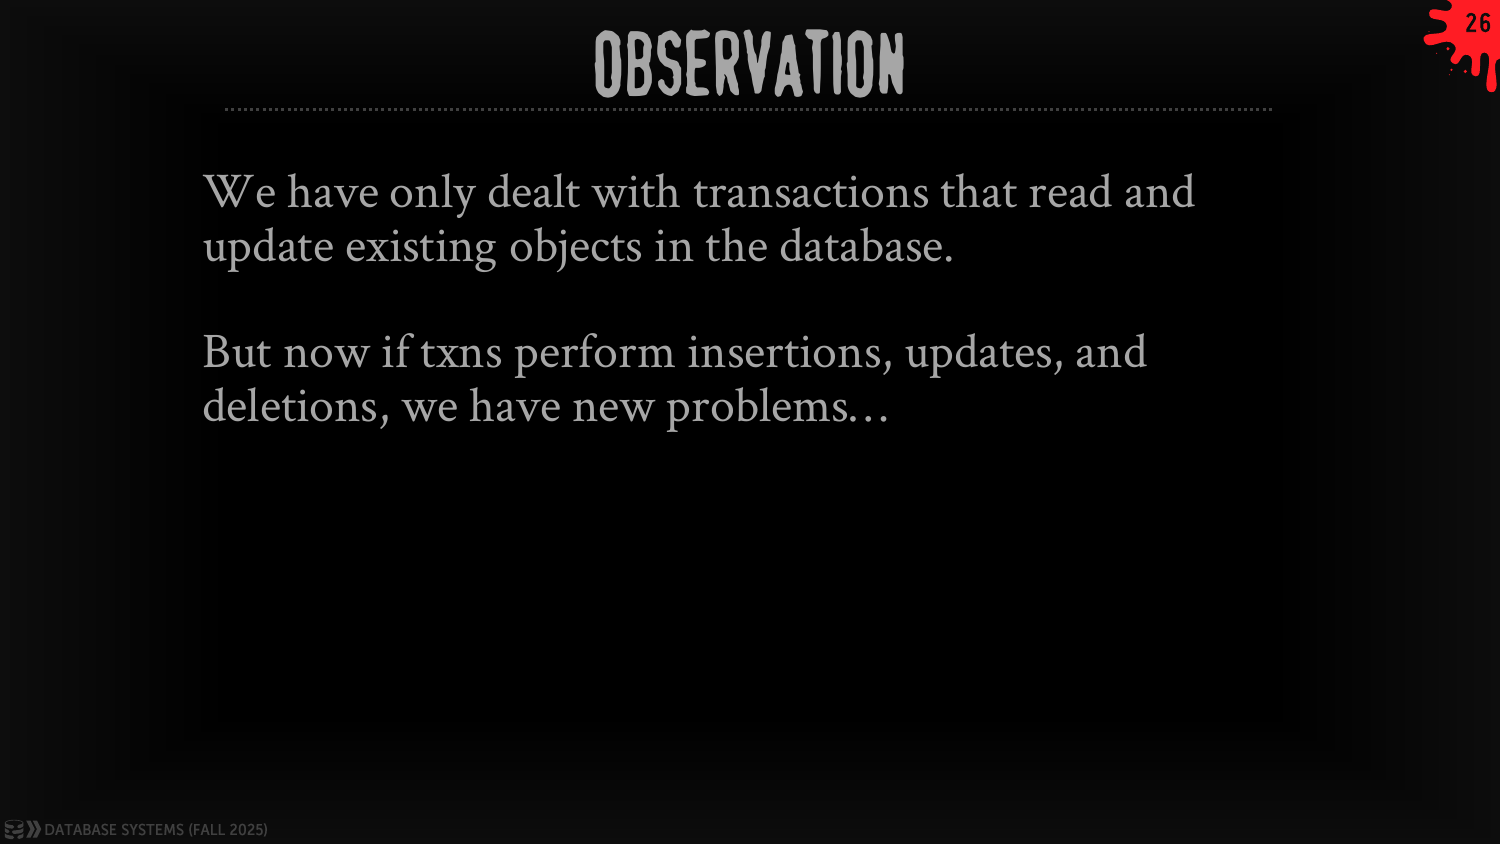 OBSERVATION
26
We have only dealt with transactions that read and
update existing objects in the database.
But now if txns perform insertions, updates, and
deletions, we have new problems…
DATABASE SYSTEMS (FALL 2025)